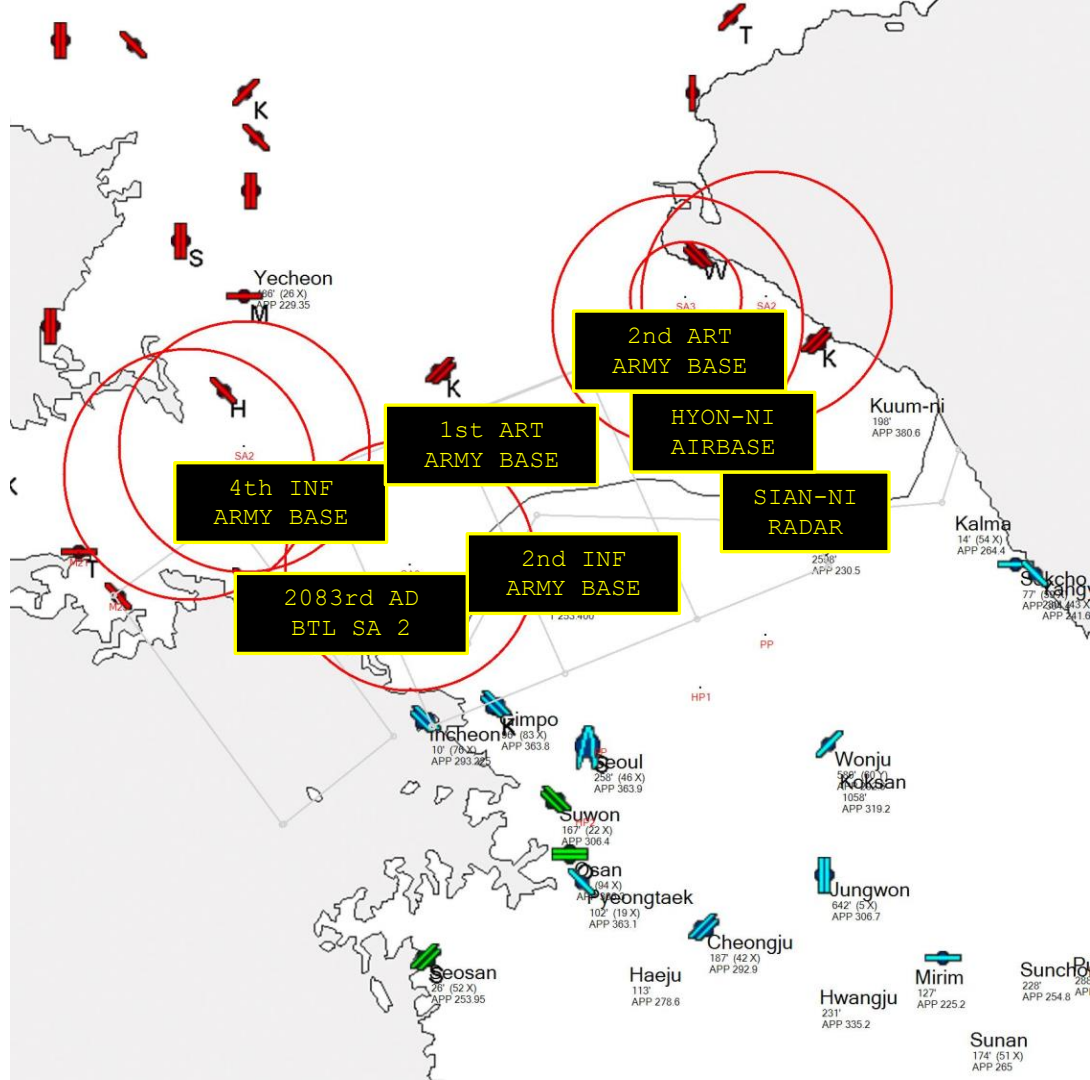 T
K
S
Yecheon
APP 229.35
M
W
SA3
SA2
2nd ART
ARMY BASE
K
H
K
Kuum-ni
198'
APP 380.6
HYON-NI
AIRBASE
1st ART
ARMY BASE
SA2
4th INF
ARMY BASE
SIAN-NI
RADAR
Kalma
14' (54 X)
APP 264.4
2nd INF
ARMY BASE
APP 230.5
T
2083rd AD
BTL SA 2
PP
HP1
Incheon
10' (76 X)
APP 293.225
Gimpo
K
APP 363.8
Seoul
258' (46 X)
APP 363.9
Wonju
Koksan
1058'
APP 319.2
Suwon
167' (22 X)
APP 306.4
HP2
Osan
(94 X)
Pyeongtaek
102' (19 X)
APP 363.1
Jungwon
642' (5 X)
APP 306.7
Cheongju
187' (42 X)
APP 292.9
Seosan
26' (52 X)
APP 253.95
Haeju
113'
APP 278.6
Mirim
127'
APP 225.2
Hwangju
231'
APP 335.2
228'
APP 254.8
Sunan
174' (51 X)
APP 265